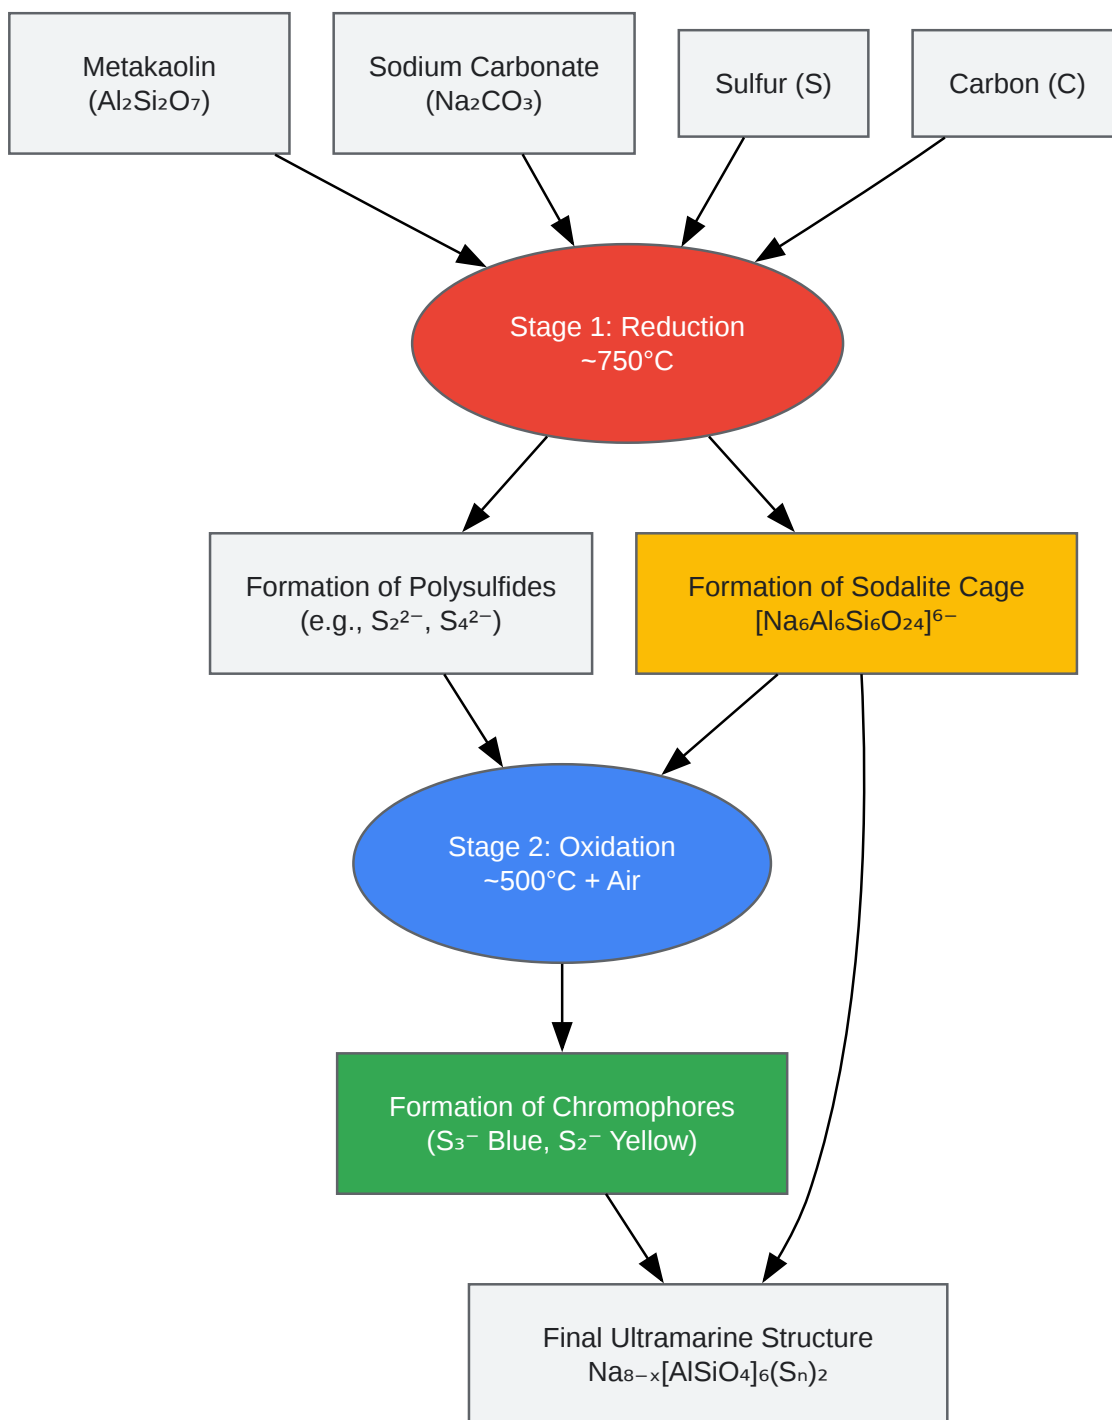 Metakaolin
(Al₂Si₂O₇)
Sodium Carbonate
(Na₂CO₃)
Sulfur (S)
Carbon (C)
Stage 1: Reduction
~750°C
Formation of Polysulfides
(e.g., S₂²⁻, S₄²⁻)
Formation of Sodalite Cage
[Na₆Al₆Si₆O₂₄]⁶⁻
Stage 2: Oxidation
~500°C + Air
Formation of Chromophores
(S₃⁻ Blue, S₂⁻ Yellow)
Final Ultramarine Structure
Na₈₋ₓ[AlSiO₄]₆(Sₙ)₂